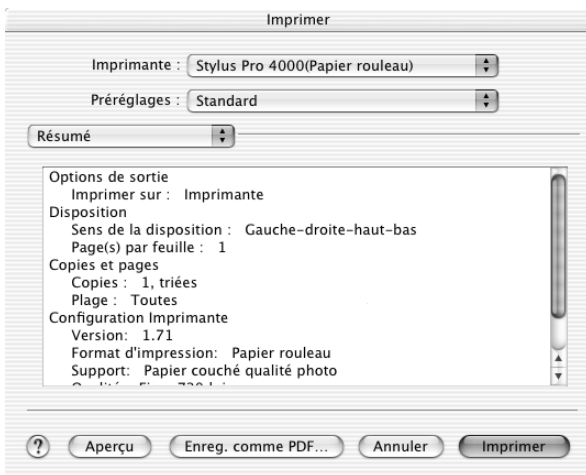 Imprimer
Imprimante : Stylus Pro 4000(Papier rouleau)
Préréglages : Standard
Résumé
Options de sortie
Imprimer sur : Imprimante
Disposition
Sens de la disposition : Gauche-droite-haut-bas
Page(s) par feuille : 1
Copies et pages
Copies : 1, triées
Plage : Toutes
Configuration Imprimante
Version: 1.71
Format d'impression: Papier rouleau
Support: Papier couché qualité photo
? Aperçu Enreg. comme PDF... Annuler Imprimer